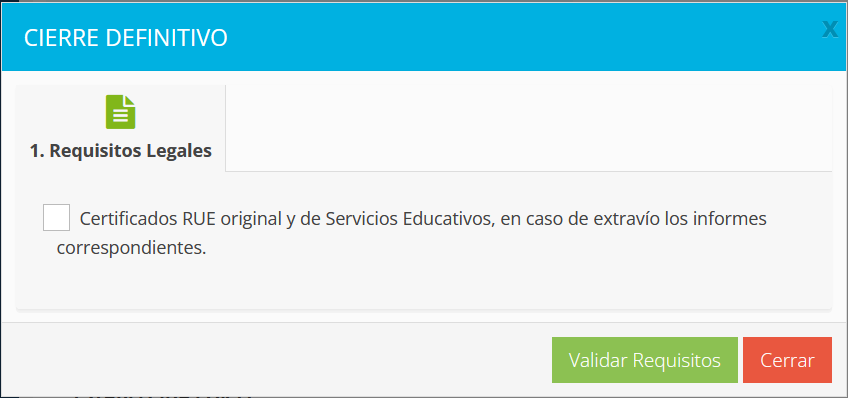 CIERRE DEFINITIVO
X
1. Requisitos Legales
Certificados RUE original y de Servicios Educativos, en caso de extravío los informes
correspondientes.
Validar Requisitos
Cerrar